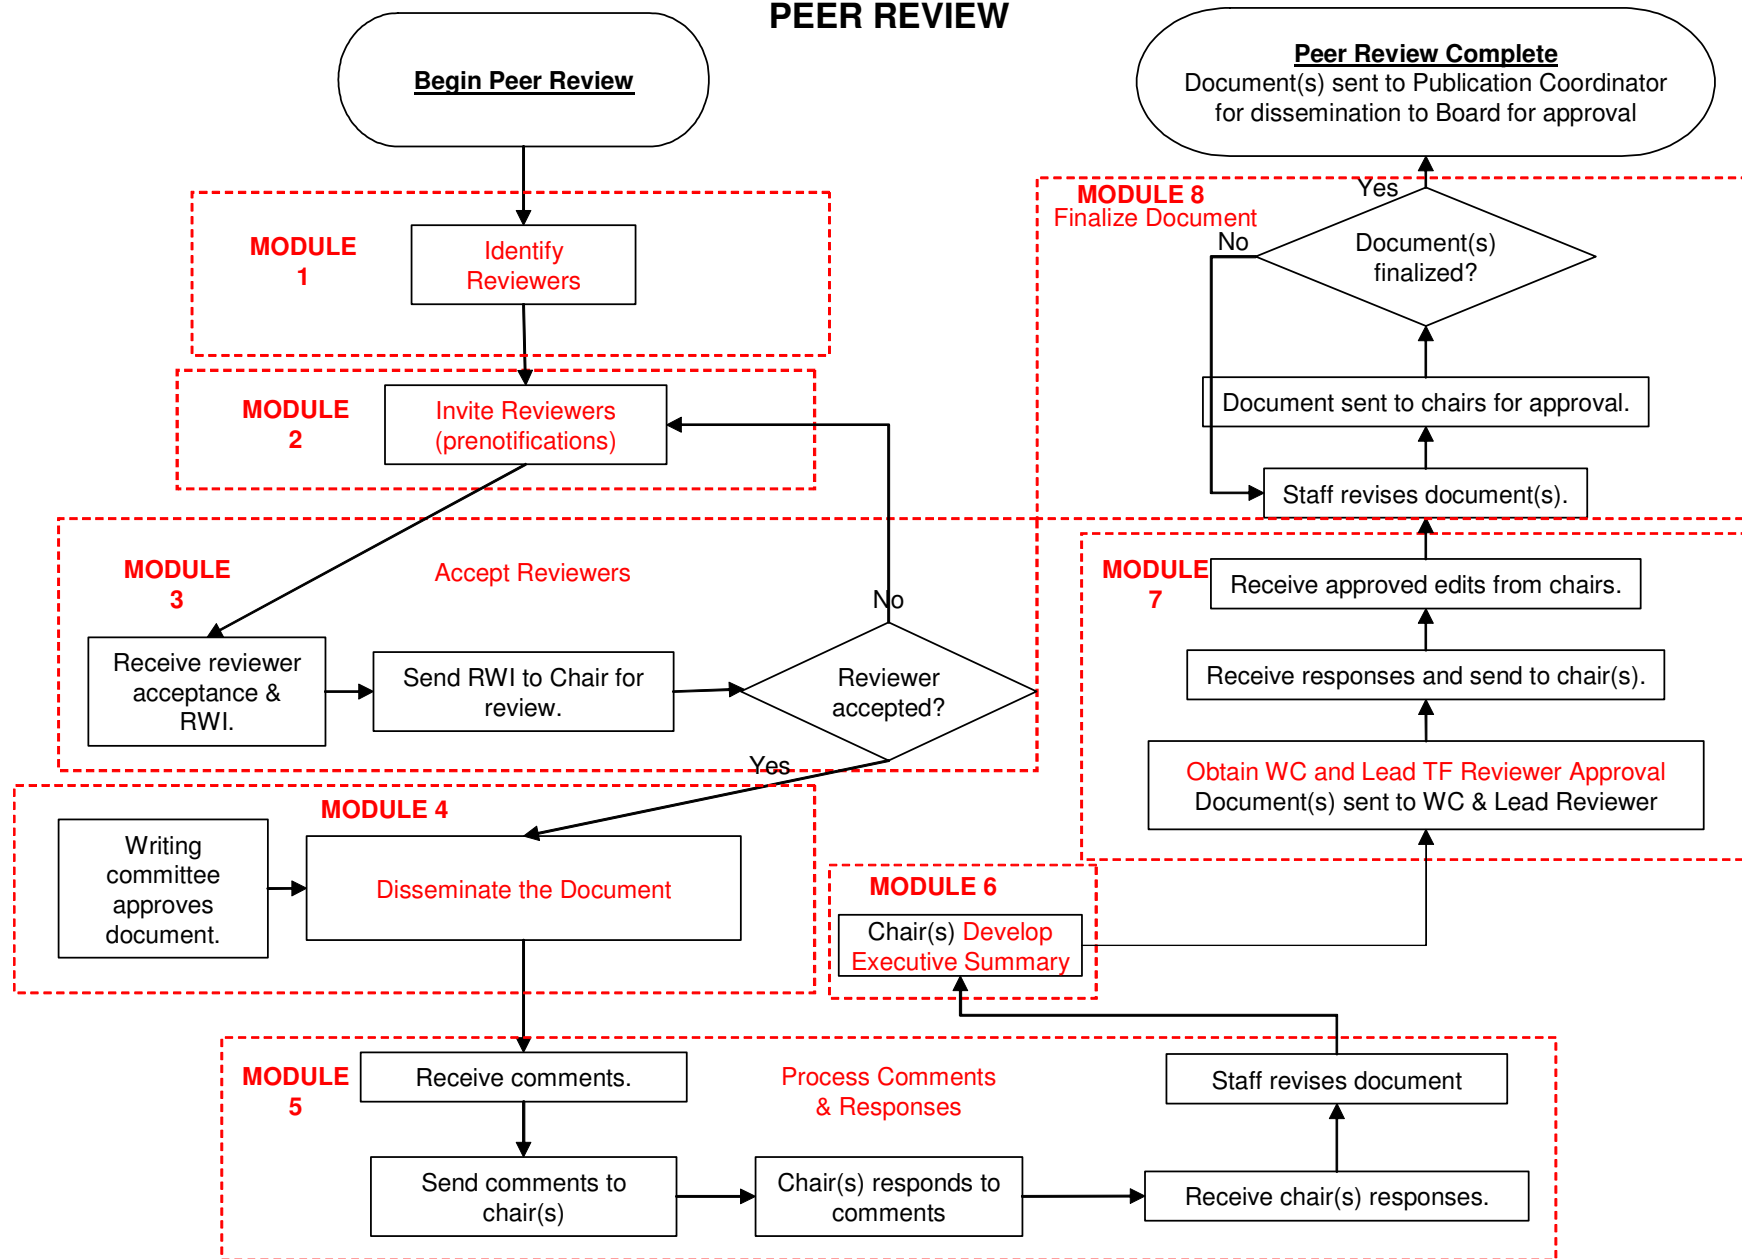 PEER REVIEW
Begin Peer Review
MODULE
1
Identify
Reviewers
MODULE
2
Invite Reviewers
(prenotifications)
MODULE
3
Accept Reviewers
Receive reviewer
acceptance &
RWI.
Send RWI to Chair for
review.
Reviewer
accepted?
No
Yes
MODULE 4
Writing
committee
approves
document.
Disseminate the Document
MODULE
5
Process Comments
& Responses
Receive comments.
Send comments to
chair(s)
Chair(s) responds to
comments
Receive chair(s) responses.
Staff revises document
MODULE 6
Chair(s) Develop
Executive Summary
MODULE
7
Obtain WC and Lead TF Reviewer Approval
Document(s) sent to WC & Lead Reviewer
Receive responses and send to chair(s).
Receive approved edits from chairs.
MODULE 8
Finalize Document
Staff revises document(s).
Document sent to chairs for approval.
Document(s)
finalized?
No
Yes
Peer Review Complete
Document(s) sent to Publication Coordinator
for dissemination to Board for approval